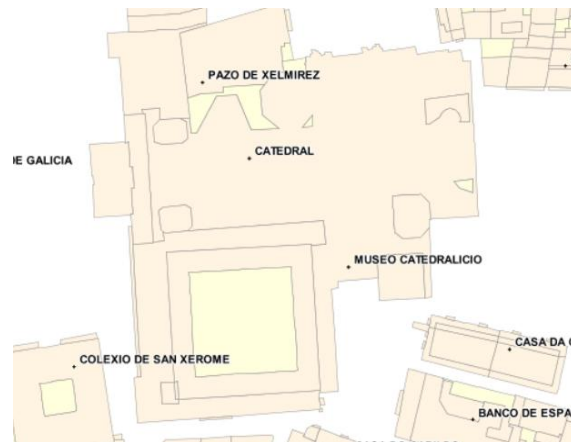 PAZO DE XELMIREZ
CATEDRAL
DE GALICIA
MUSEO CATEDRALICIO
CASA DA
COLEXIO DE SAN XEROME
BANCO DE ESPA